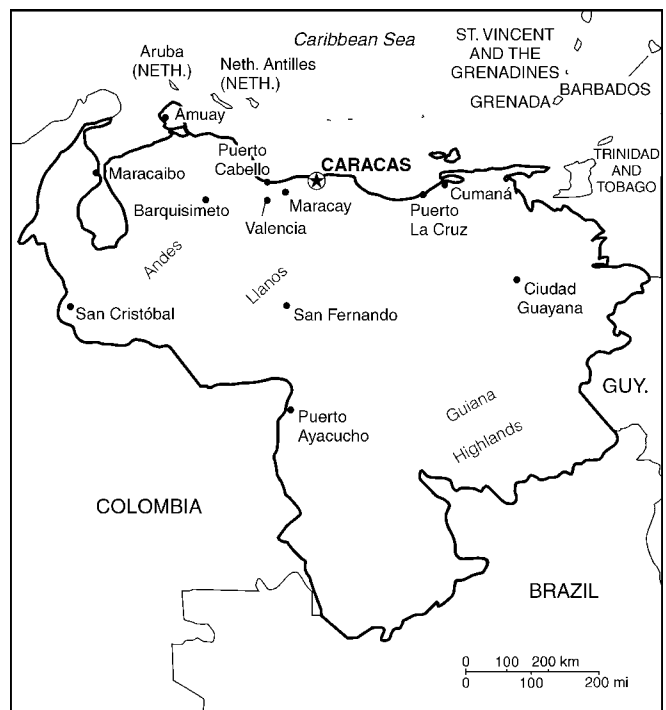 Caribbean Sea
ST. VINCENT
AND THE
GRENADINES
BARBADOS
GRENADA
Aruba
(NETH.)
Neth. Antilles
(NETH.)
Amuay
TRINIDAD
AND
TOBAGO
Puerto
Cabello
CARACAS
Maracaibo
Cumaná
Barquisimeto
Maracay
Valencia
Puerto
La Cruz
Andes
Llanos
Ciudad
Guayana
San Cristóbal
San Fernando
GUY.
Guiana
Highlands
Puerto
Ayacucho
COLOMBIA
BRAZIL
0 100 200 km
0 100 200 mi